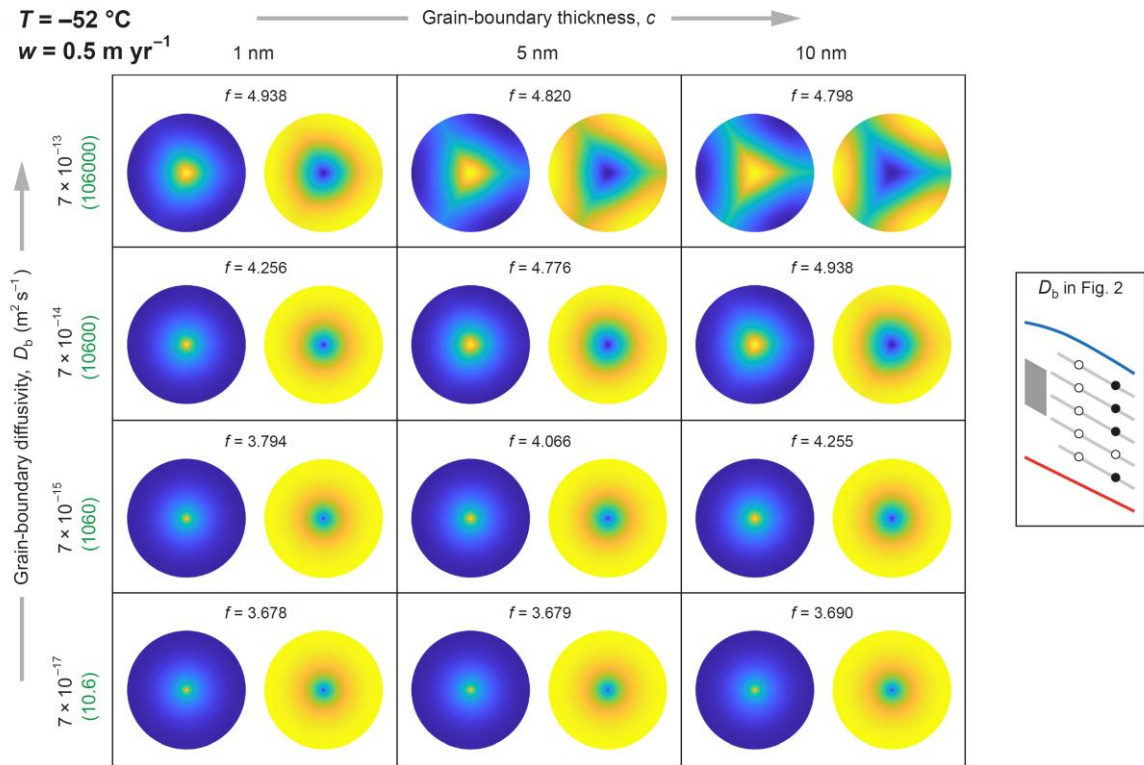 T = –52 °C
w = 0.5 m yr⁻¹
Grain-boundary thickness, c
1 nm 5 nm 10 nm
Grain-boundary diffusivity, D_b (m² s⁻¹)
7 × 10⁻¹³
(1060000)
f = 4.938 f = 4.820 f = 4.798
7 × 10⁻¹⁴
(10600)
f = 4.256 f = 4.776 f = 4.938
7 × 10⁻¹⁵
(1060)
f = 3.794 f = 4.066 f = 4.255
7 × 10⁻¹⁷
(10.6)
f = 3.678 f = 3.679 f = 3.690
D_b in Fig. 2